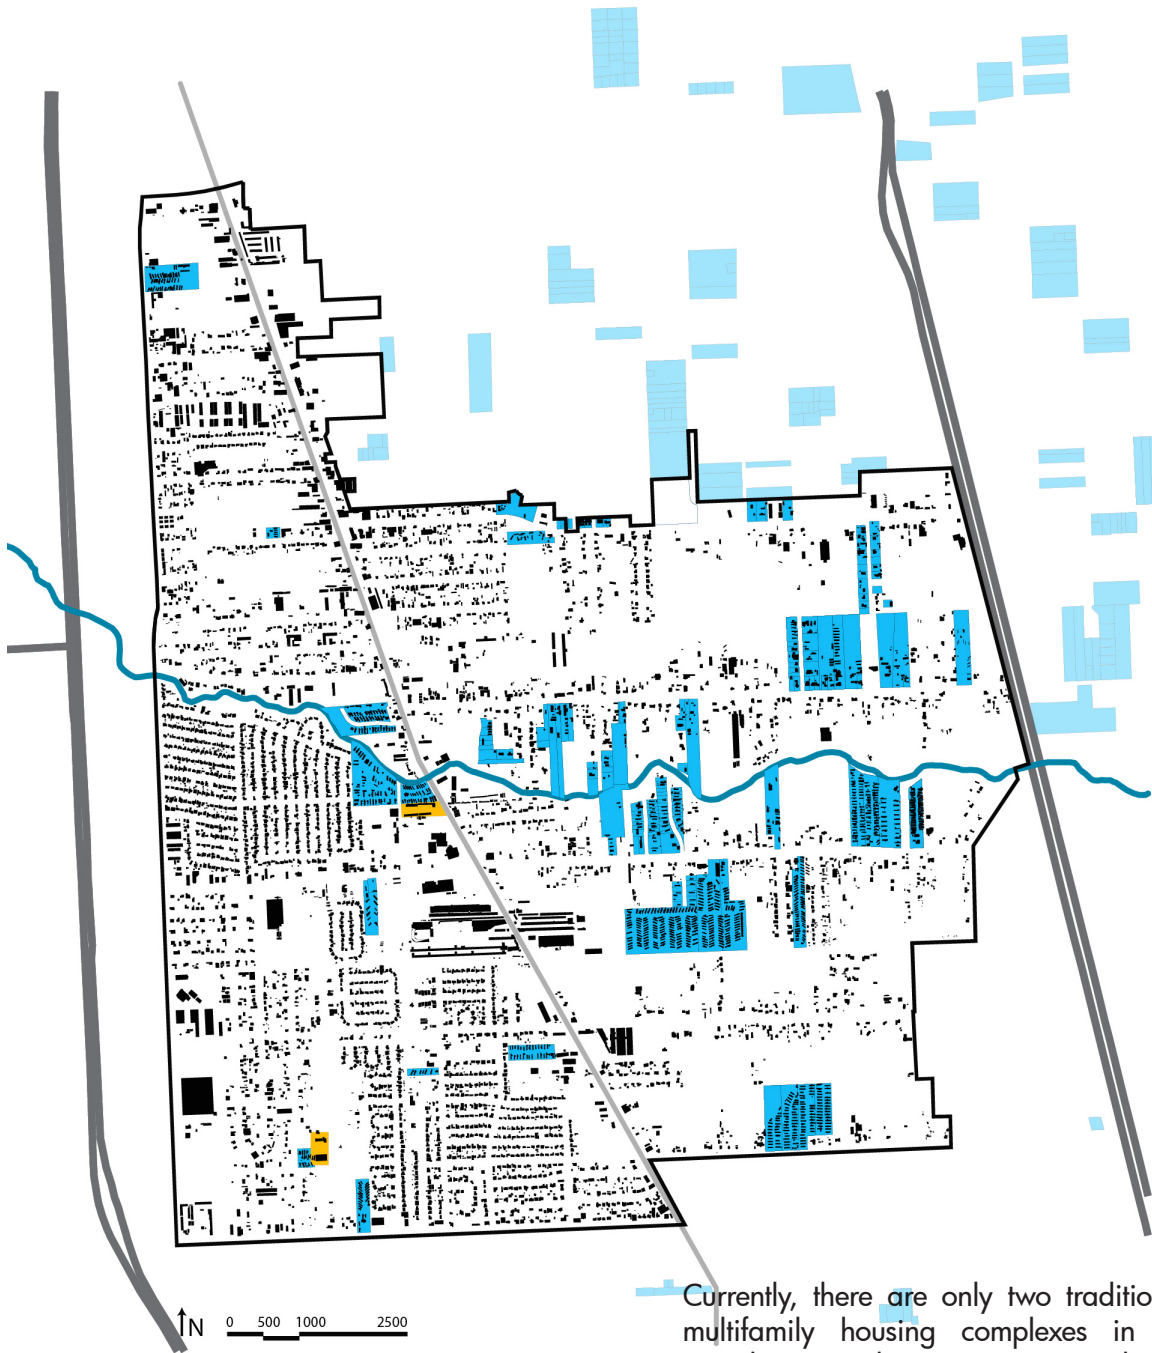 N 0 500 1000 2500
Currently, there are only two traditio
multifamily housing complexes in